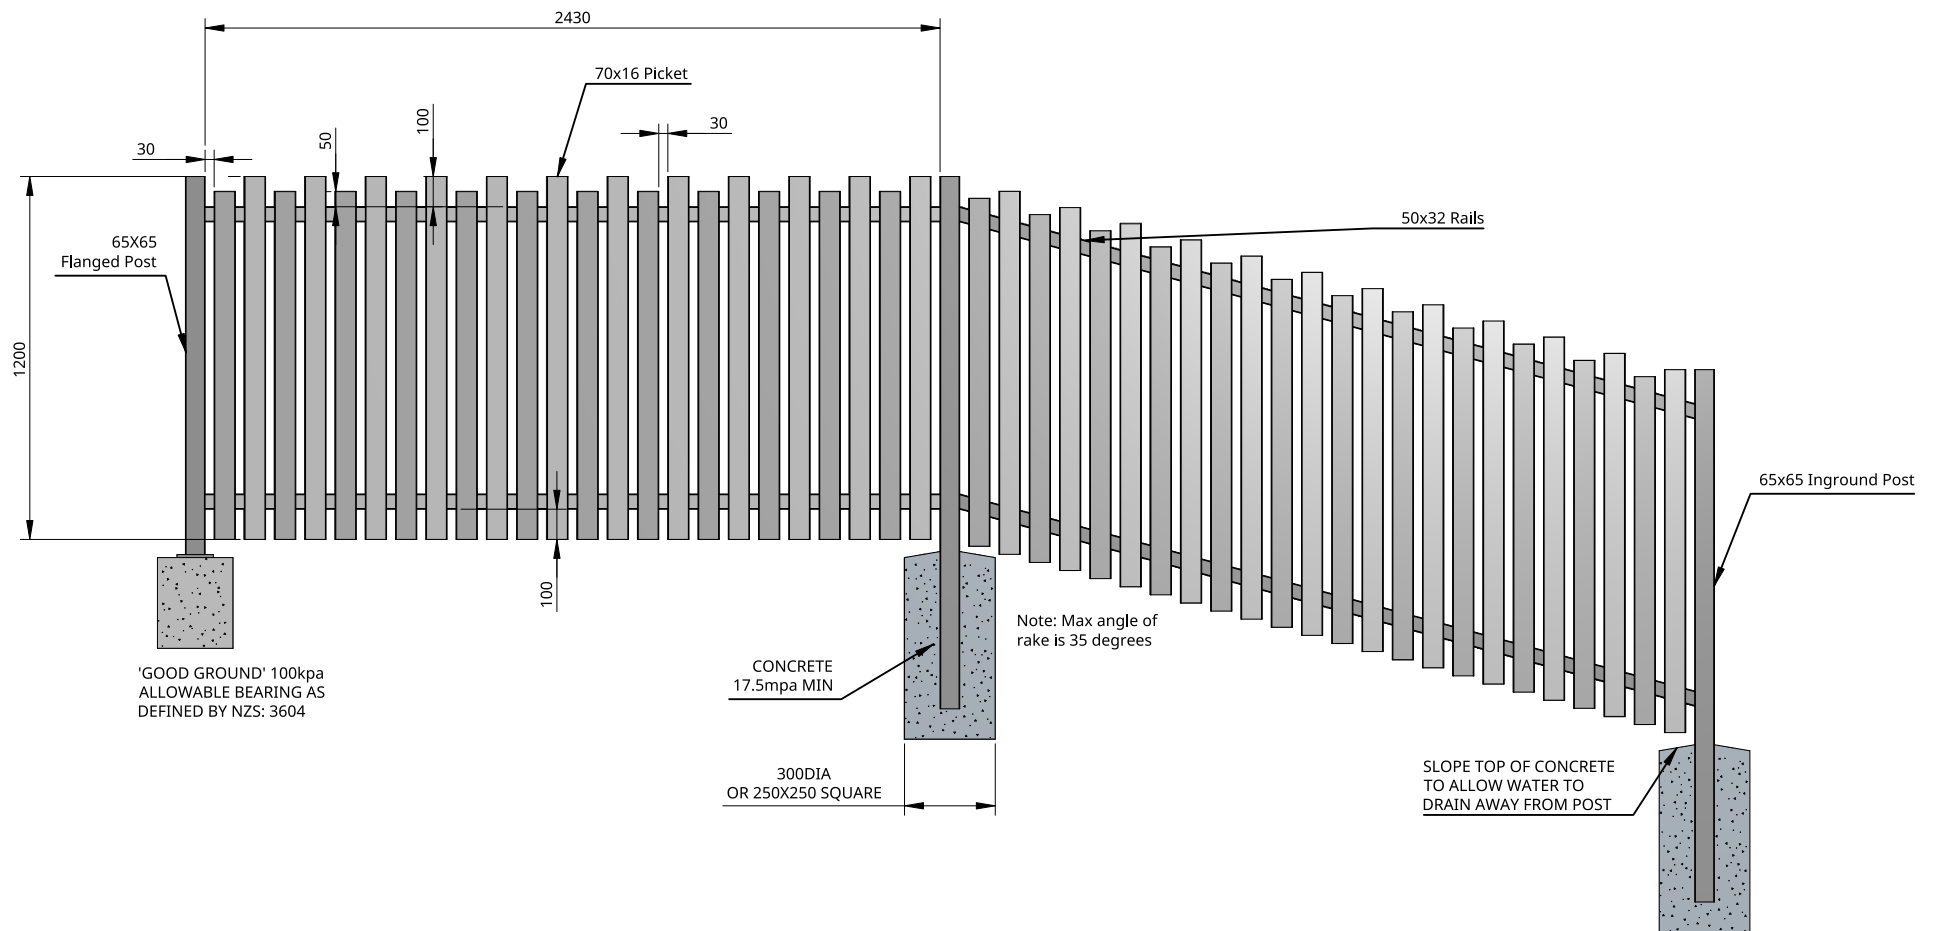 2430
70x16 Picket
30
30
50
100
65X65
Flanged Post
1200
50x32 Rails
65x65 Inground Post
100
Note: Max angle of
rake is 35 degrees
CONCRETE
17.5mpa MIN
'GOOD GROUND' 100kpa
ALLOWABLE BEARING AS
DEFINED BY NZS: 3604
300DIA
OR 250X250 SQUARE
SLOPE TOP OF CONCRETE
TO ALLOW WATER TO
DRAIN AWAY FROM POST